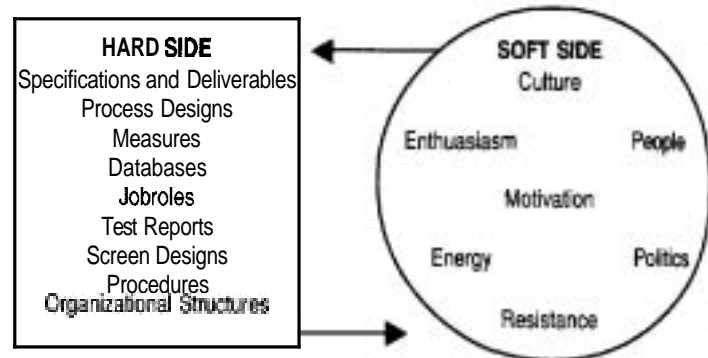 HARD SIDE
Specifications and Deliverables
Process Designs
Measures
Databases
Jobroles
Test Reports
Screen Designs
Procedures
Organizational Structures
SOFT SIDE
Culture
Enthusiasm People
Motivation
Energy Politics
Resistance